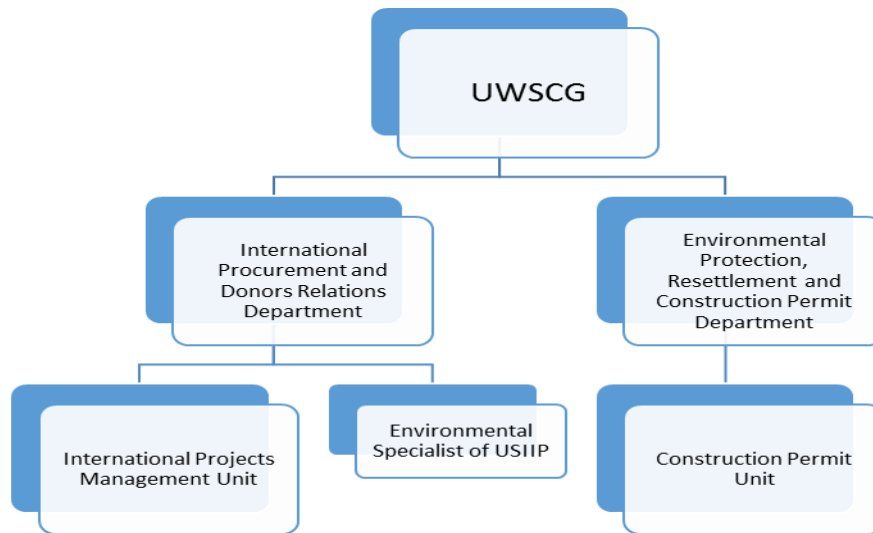 UWSCG
International
Procurement and
Donors Relations
Department
Environmental
Protection,
Resettlement and
Construction Permit
Department
International Projects
Management Unit
Environmental
Specialist of USIIP
Construction Permit
Unit